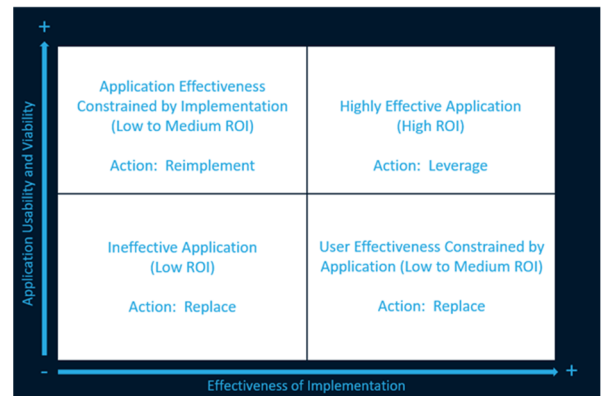 +
Application Usability and Viability
Application Effectiveness
Constrained by Implementation
(Low to Medium ROI)
Action: Reimplement
Highly Effective Application
(High ROI)
Action: Leverage
Ineffective Application
(Low ROI)
Action: Replace
User Effectiveness Constrained by
Application (Low to Medium ROI)
Action: Replace
-
+
Effectiveness of Implementation